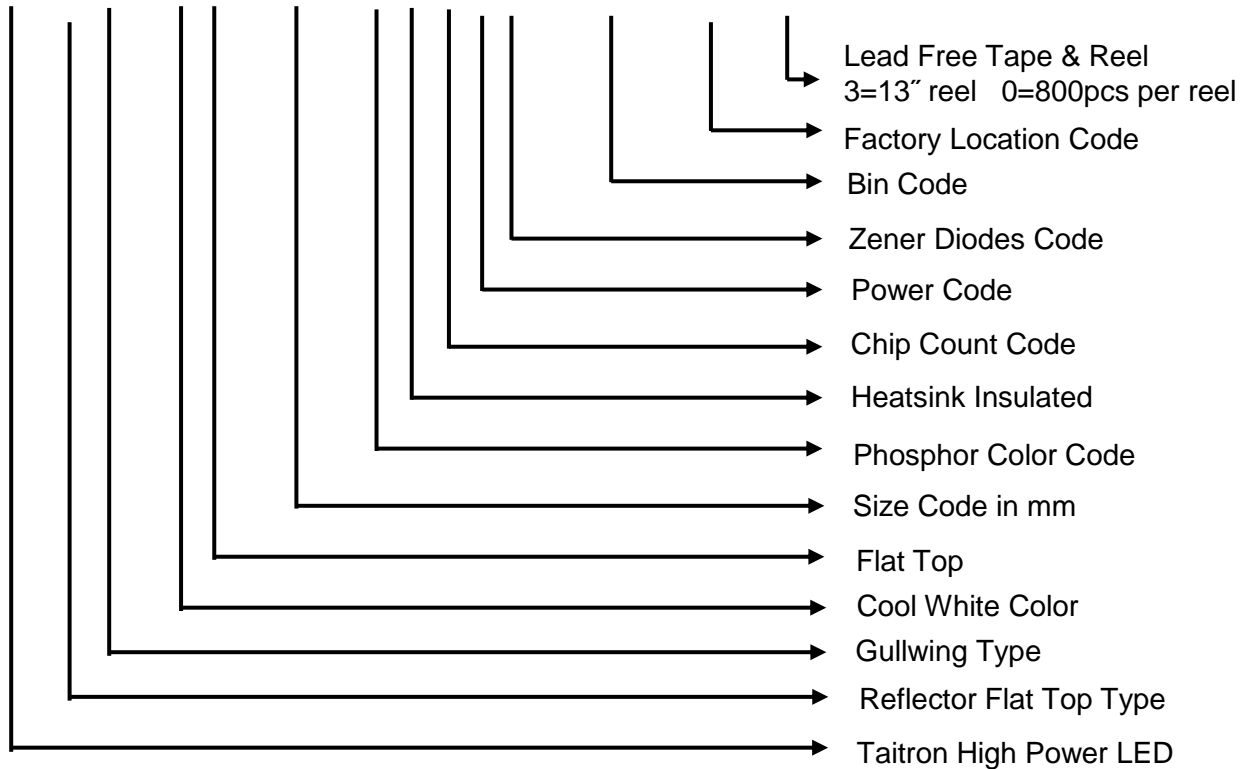 Lead Free Tape & Reel
3=13˝ reel 0=800pcs per reel
Factory Location Code
Bin Code
Zener Diodes Code
Power Code
Chip Count Code
Heatsink Insulated
Phosphor Color Code
Size Code in mm
Flat Top
Cool White Color
Gullwing Type
Reflector Flat Top Type
Taitron High Power LED